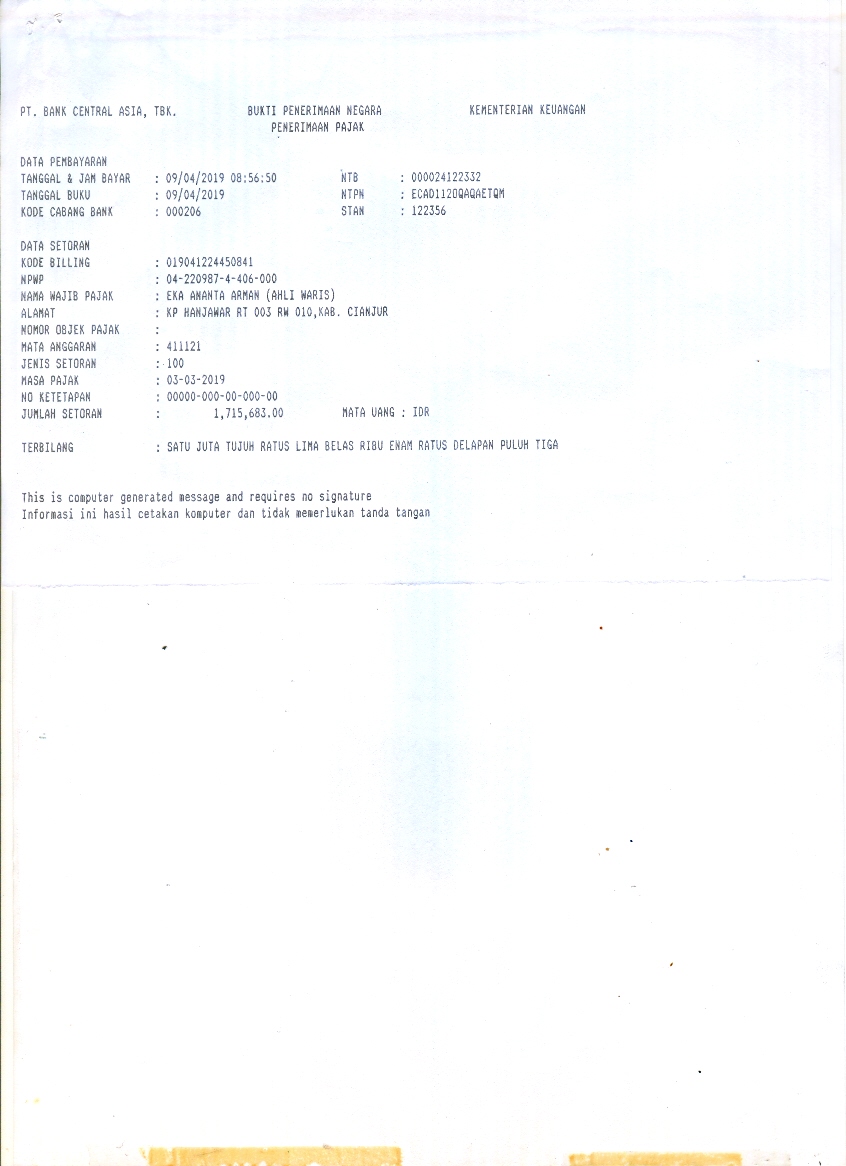 PT. BANK CENTRAL ASIA, TBK. BUKTI PENERIMAAN NEGARA KEMENTERIAN KEUANGAN
PENERIMAAN PAJAK
DATA PEMBAYARAN
TANGGAL & JAM BAYAR : 09/04/2019 08:56:50 NTB : 000024122332
TANGGAL BUKU : 09/04/2019 NTPN : ECAD1120QAQAETQM
KODE CABANG BANK : 000206 STAN : 122356
DATA SETORAN
KODE BILLING : 019041224450841
NPWP : 04-220987-4-406-000
NAMA WAJIB PAJAK : EKA ANANTA ARMAN (AHLI WARIS)
ALAMAT : KP HANJAWAR RT 003 RW 010,KAB. CIANJUR
NOMOR OBJEK PAJAK :
MATA ANGGARAN : 411121
JENIS SETORAN : 100
MASA PAJAK : 03-03-2019
NO KETETAPAN : 00000-000-00-000-00
JUMLAH SETORAN : 1,715,683.00 MATA UANG : IDR
TERBILANG : SATU JUTA TUJUH RATUS LIMA BELAS RIBU ENAM RATUS DELAPAN PULUH TIGA
This is computer generated message and requires no signature
Informasi ini hasil cetakan komputer dan tidak memerlukan tanda tangan